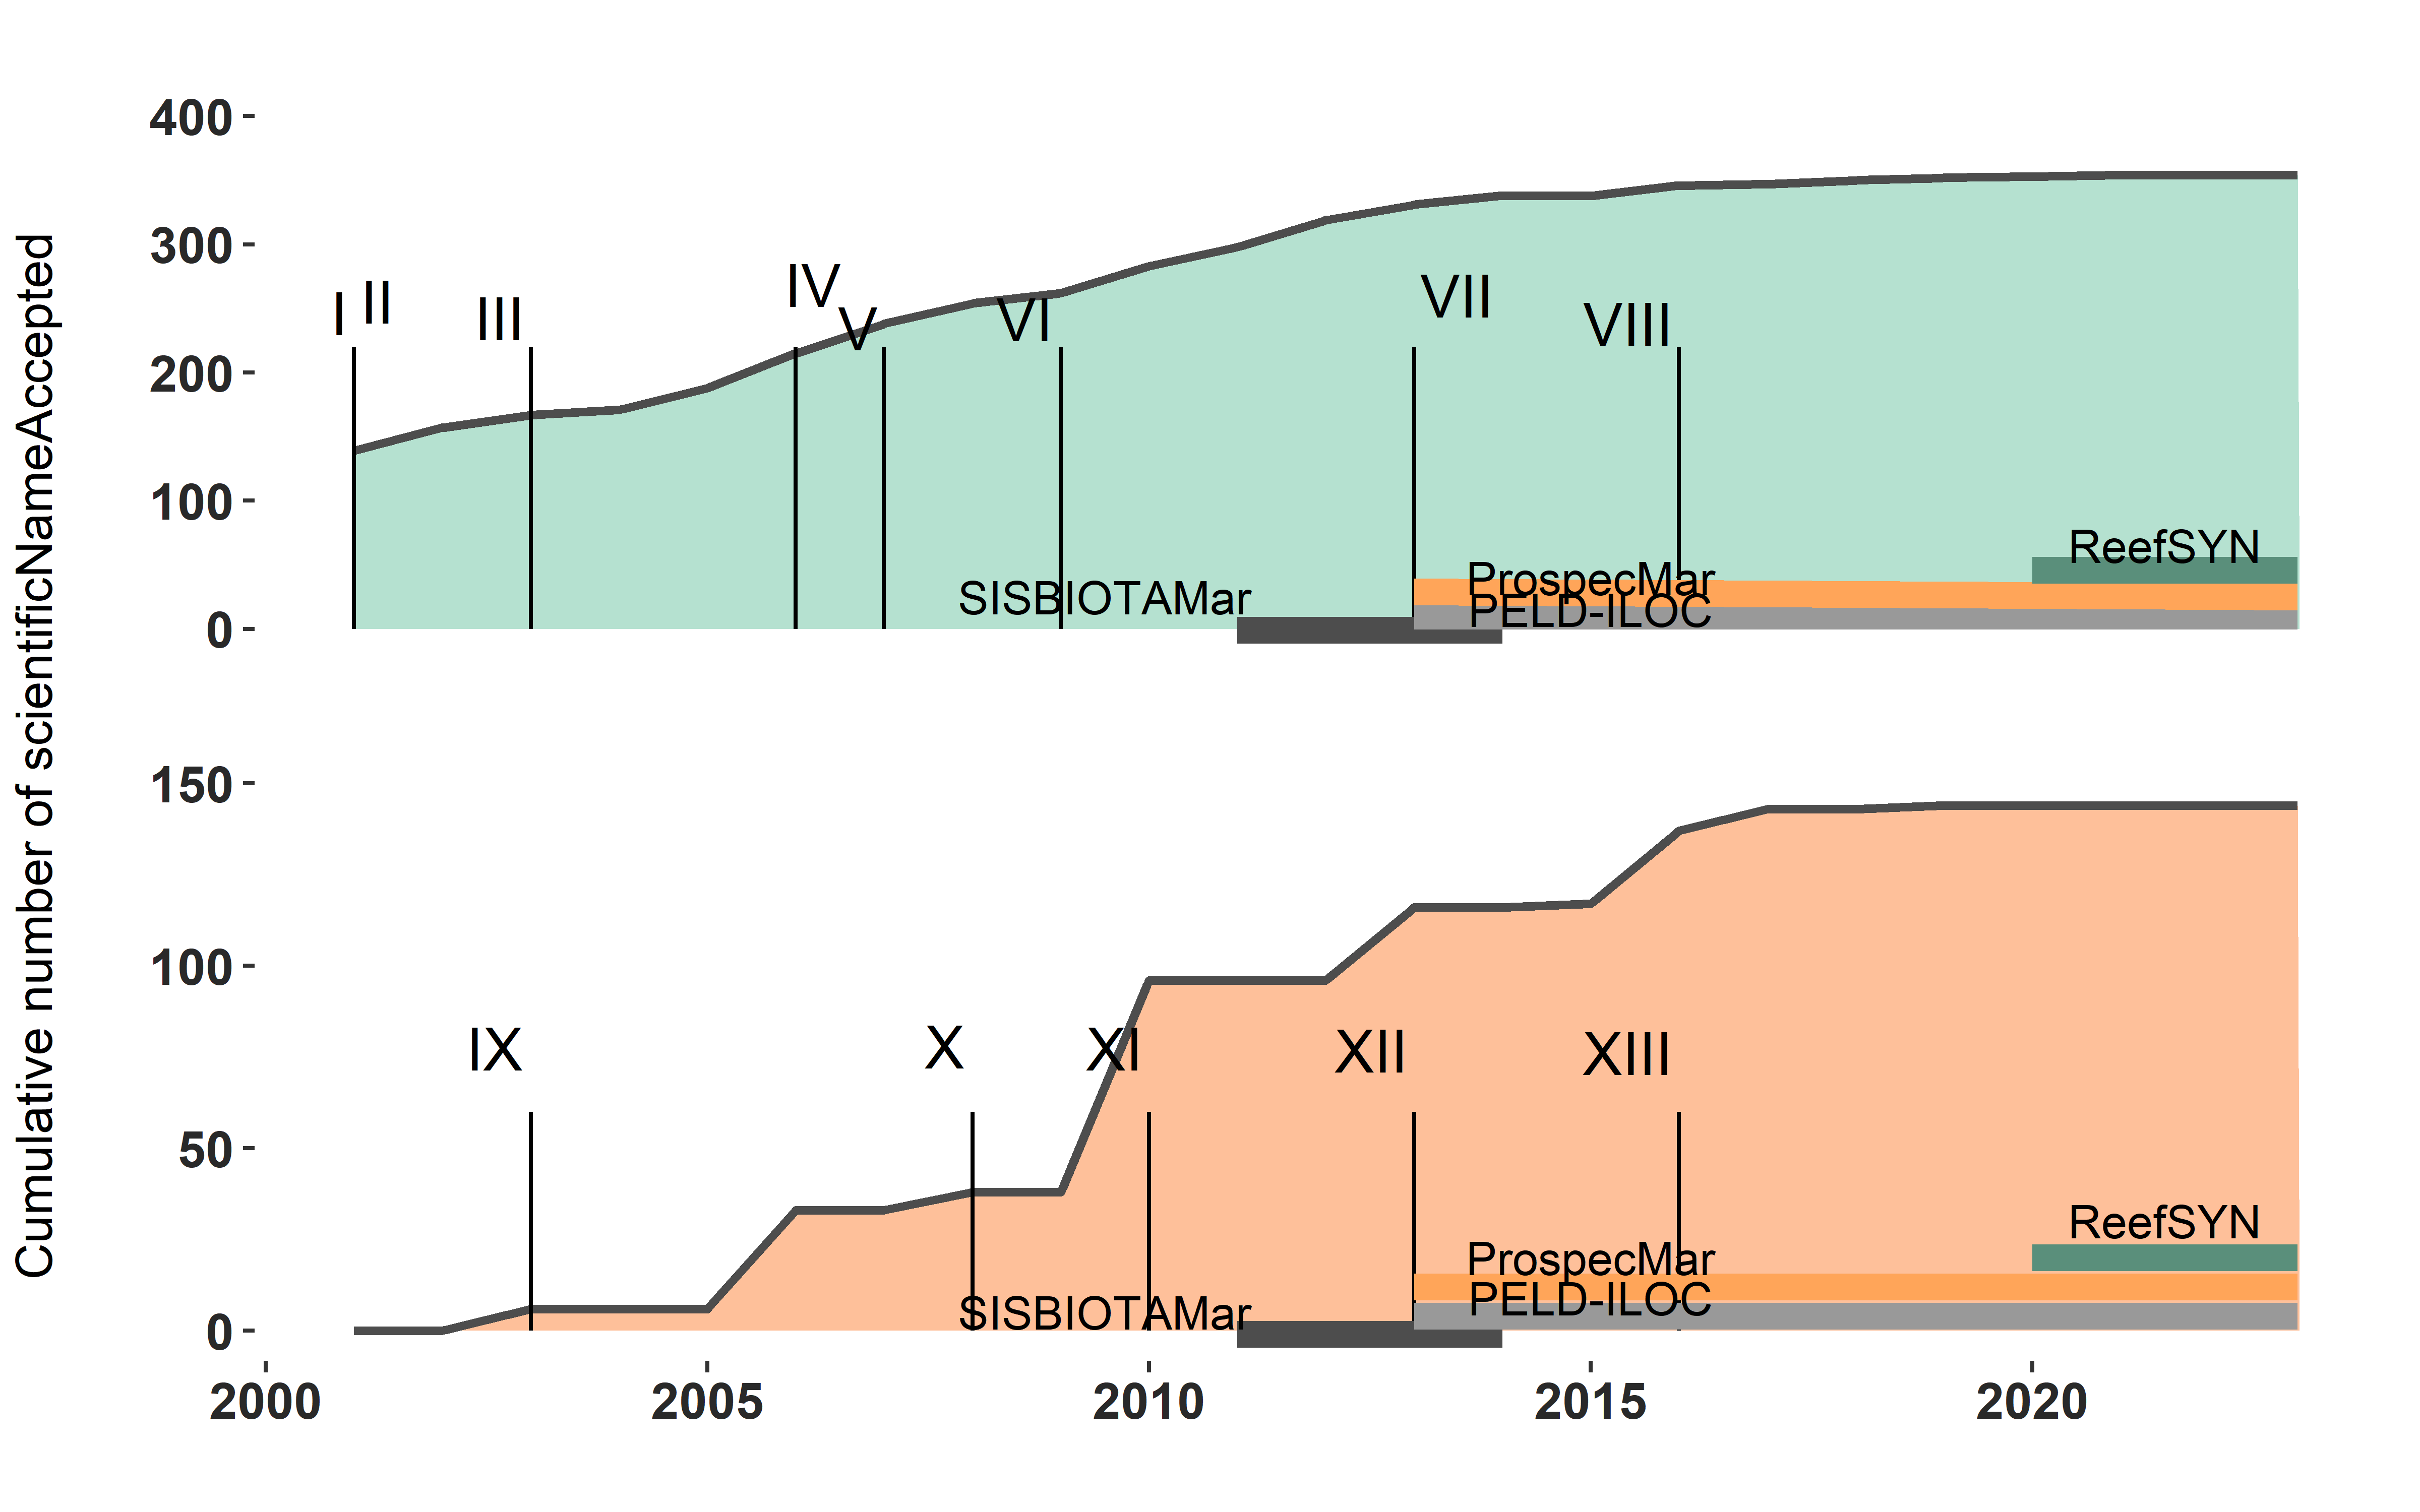 Cumulative number of scientificNameAccepted
400
300
200
100
0
I
II
III
IV
V
VI
VII
VIII
SISBIOTAMar
ProspecMar
PELD-ILOC
ReefSYN
150
100
50
0
IX
X
XI
XII
XIII
SISBIOTAMar
ProspecMar
PELD-ILOC
ReefSYN
2000 2005 2010 2015 2020